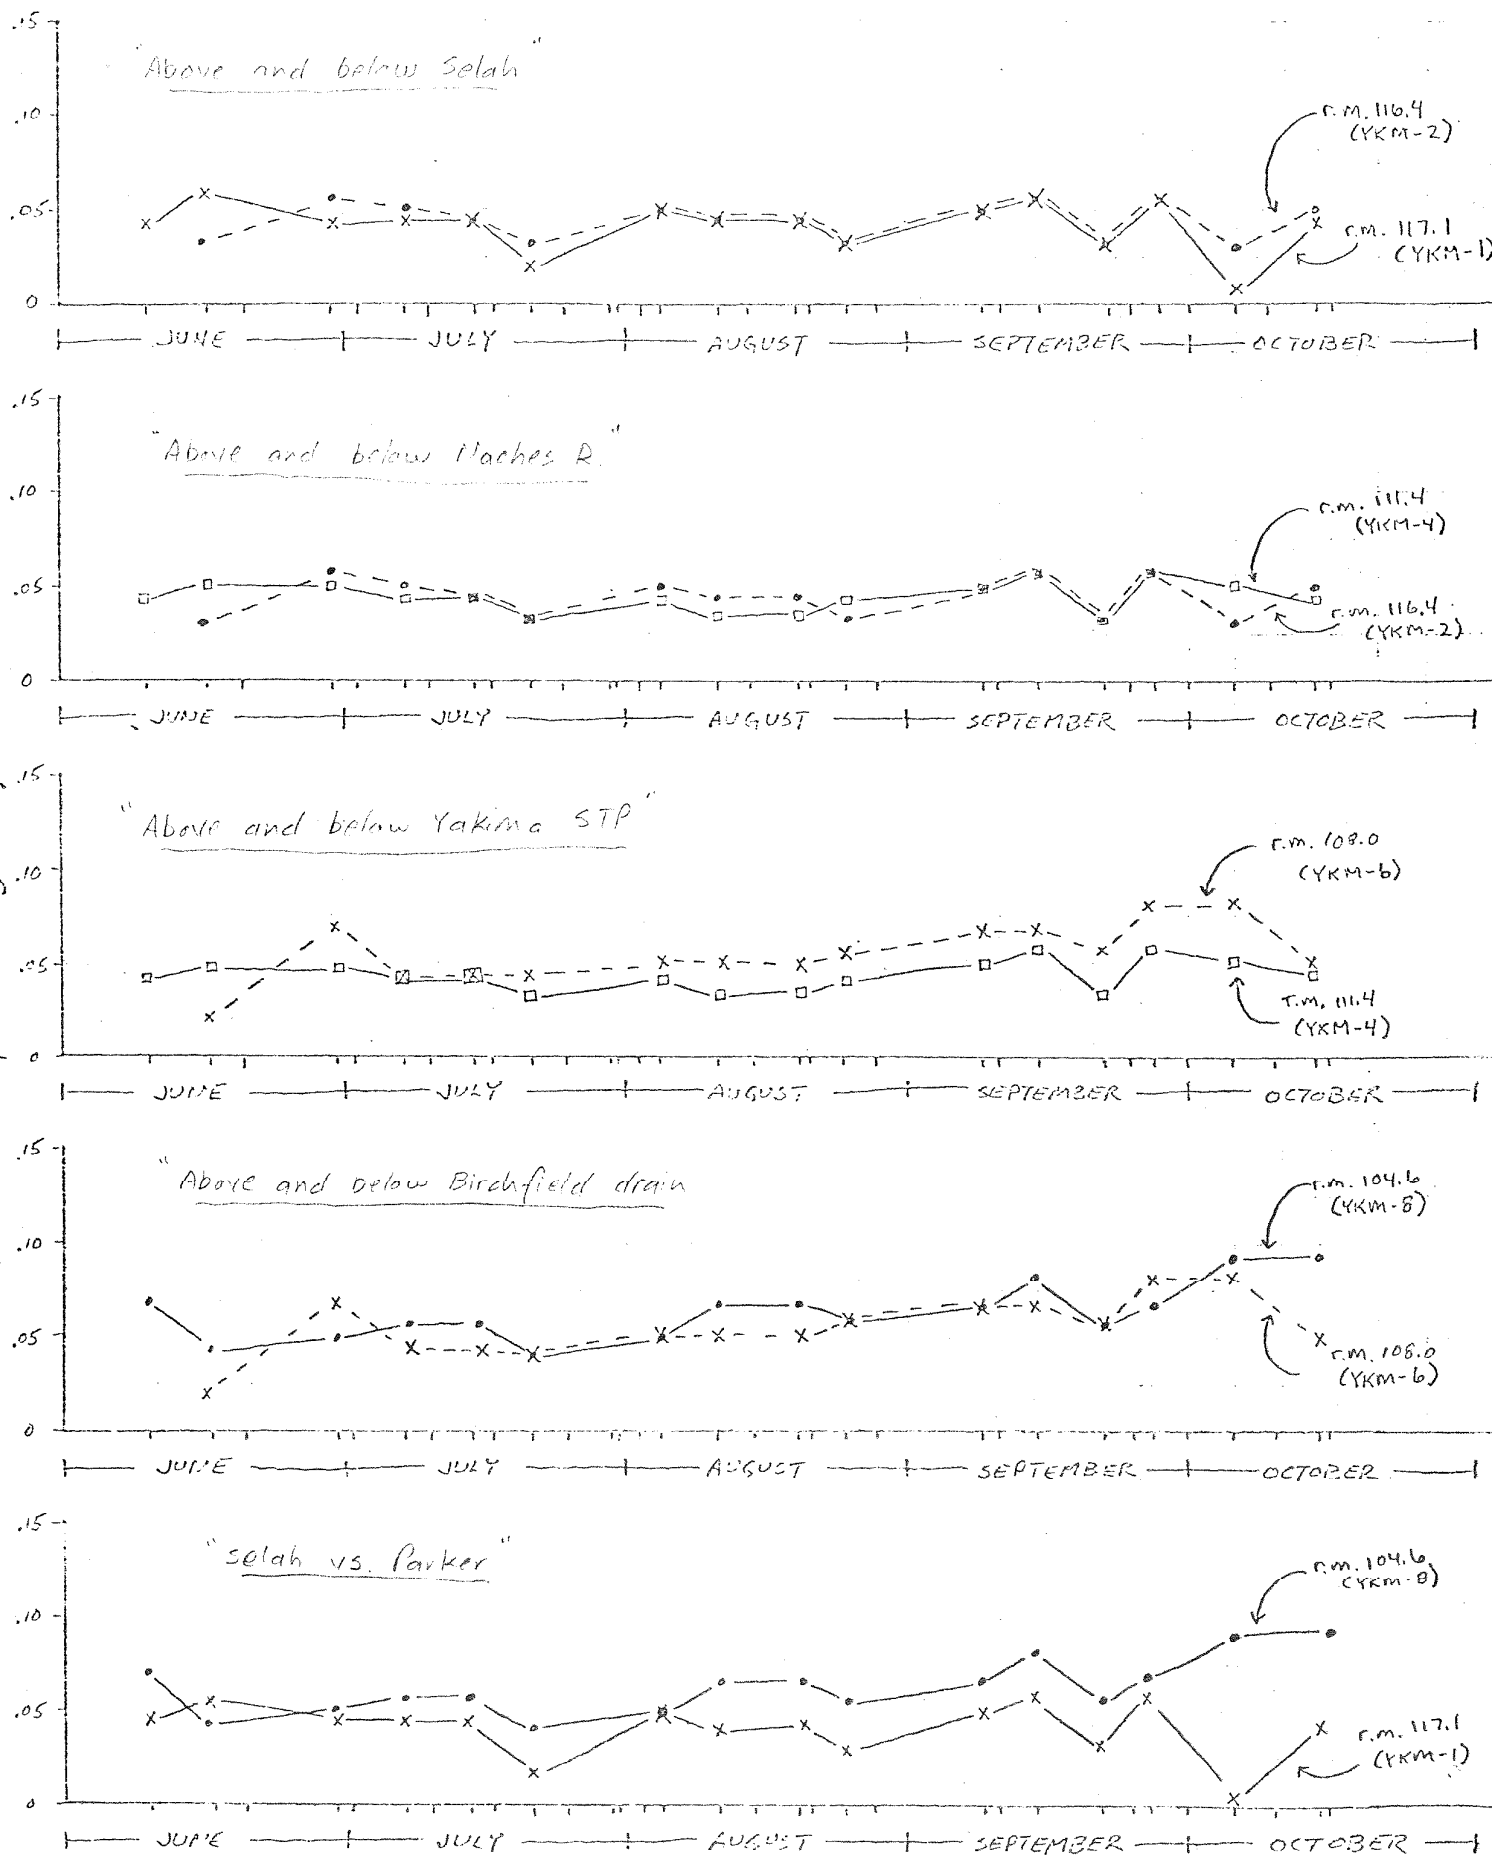 .15
"Above and below Selah"
.10
r.m. 116.4
(YKM-2)
.05
r.m. 117.1
(YKM-1)
0
JUNE JULY AUGUST SEPTEMBER OCTOBER
.15
"Above and below Naches R."
.10
r.m. 111.4
(YKM-4)
.05
r.m. 116.4
(YKM-2)
0
JUNE JULY AUGUST SEPTEMBER OCTOBER
.15
"Above and below Yakima STP"
.10
r.m. 108.0
(YKM-6)
.05
r.m. 111.4
(YKM-4)
0
JUNE JULY AUGUST SEPTEMBER OCTOBER
.15
"Above and below Birchfield drain
r.m. 104.6
(YKM-8)
.10
.05
r.m. 108.0
(YKM-6)
0
JUNE JULY AUGUST SEPTEMBER OCTOBER
.15
"Selah vs. Parker"
r.m. 104.6
(YKM-8)
.10
.05
r.m. 117.1
(YKM-1)
0
JUNE JULY AUGUST SEPTEMBER OCTOBER